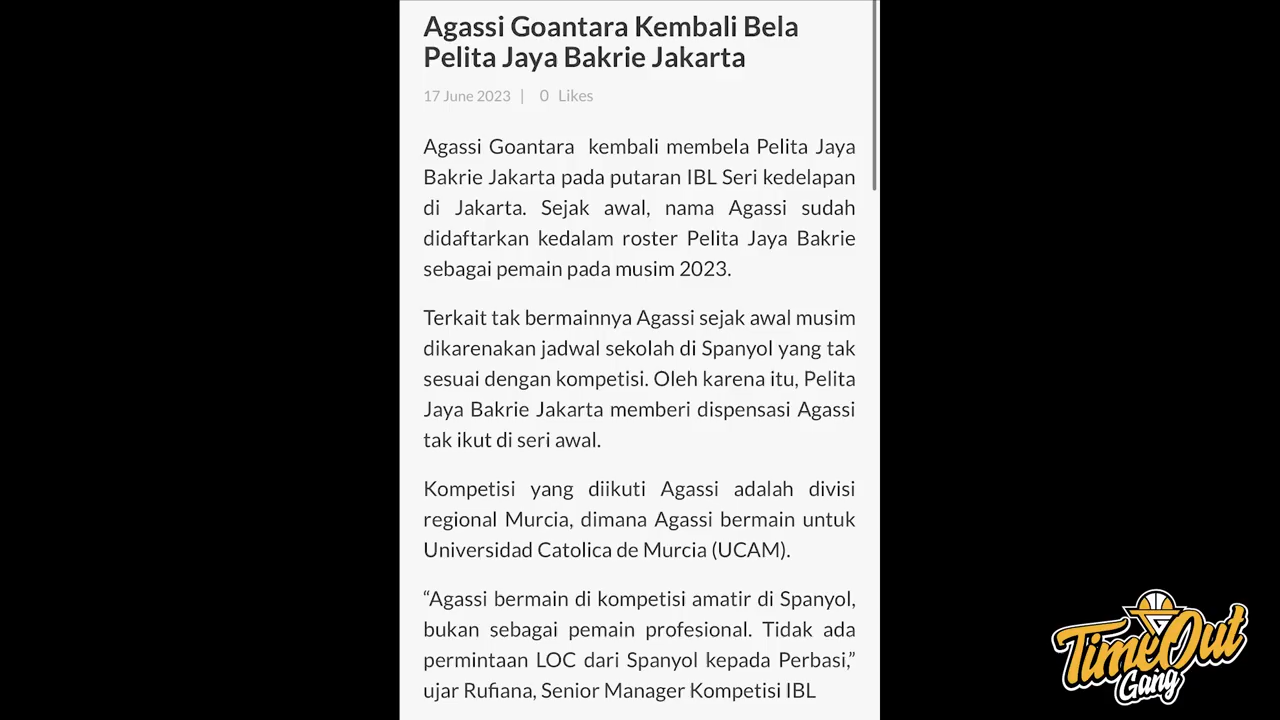 Agassi Goantara Kembali Bela
Pelita Jaya Bakrie Jakarta
17 June 2023 | 0 Likes
Agassi Goantara kembali membela Pelita Jaya
Bakrie Jakarta pada putaran IBL Seri kedelapan
di Jakarta. Sejak awal, nama Agassi sudah
didaftarkan kedalam roster Pelita Jaya Bakrie
sebagai pemain pada musim 2023.
Terkait tak bermainnya Agassi sejak awal musim
dikarenakan jadwal sekolah di Spanyol yang tak
sesuai dengan kompetisi. Oleh karena itu, Pelita
Jaya Bakrie Jakarta memberi dispensasi Agassi
tak ikut di seri awal.
Kompetisi yang diikuti Agassi adalah divisi
regional Murcia, dimana Agassi bermain untuk
Universidad Catolica de Murcia (UCAM).
“Agassi bermain di kompetisi amatir di Spanyol,
bukan sebagai pemain profesional. Tidak ada
permintaan LOC dari Spanyol kepada Perbasi,”
ujar Rufiana, Senior Manager Kompetisi IBL
TimeOut
Gang